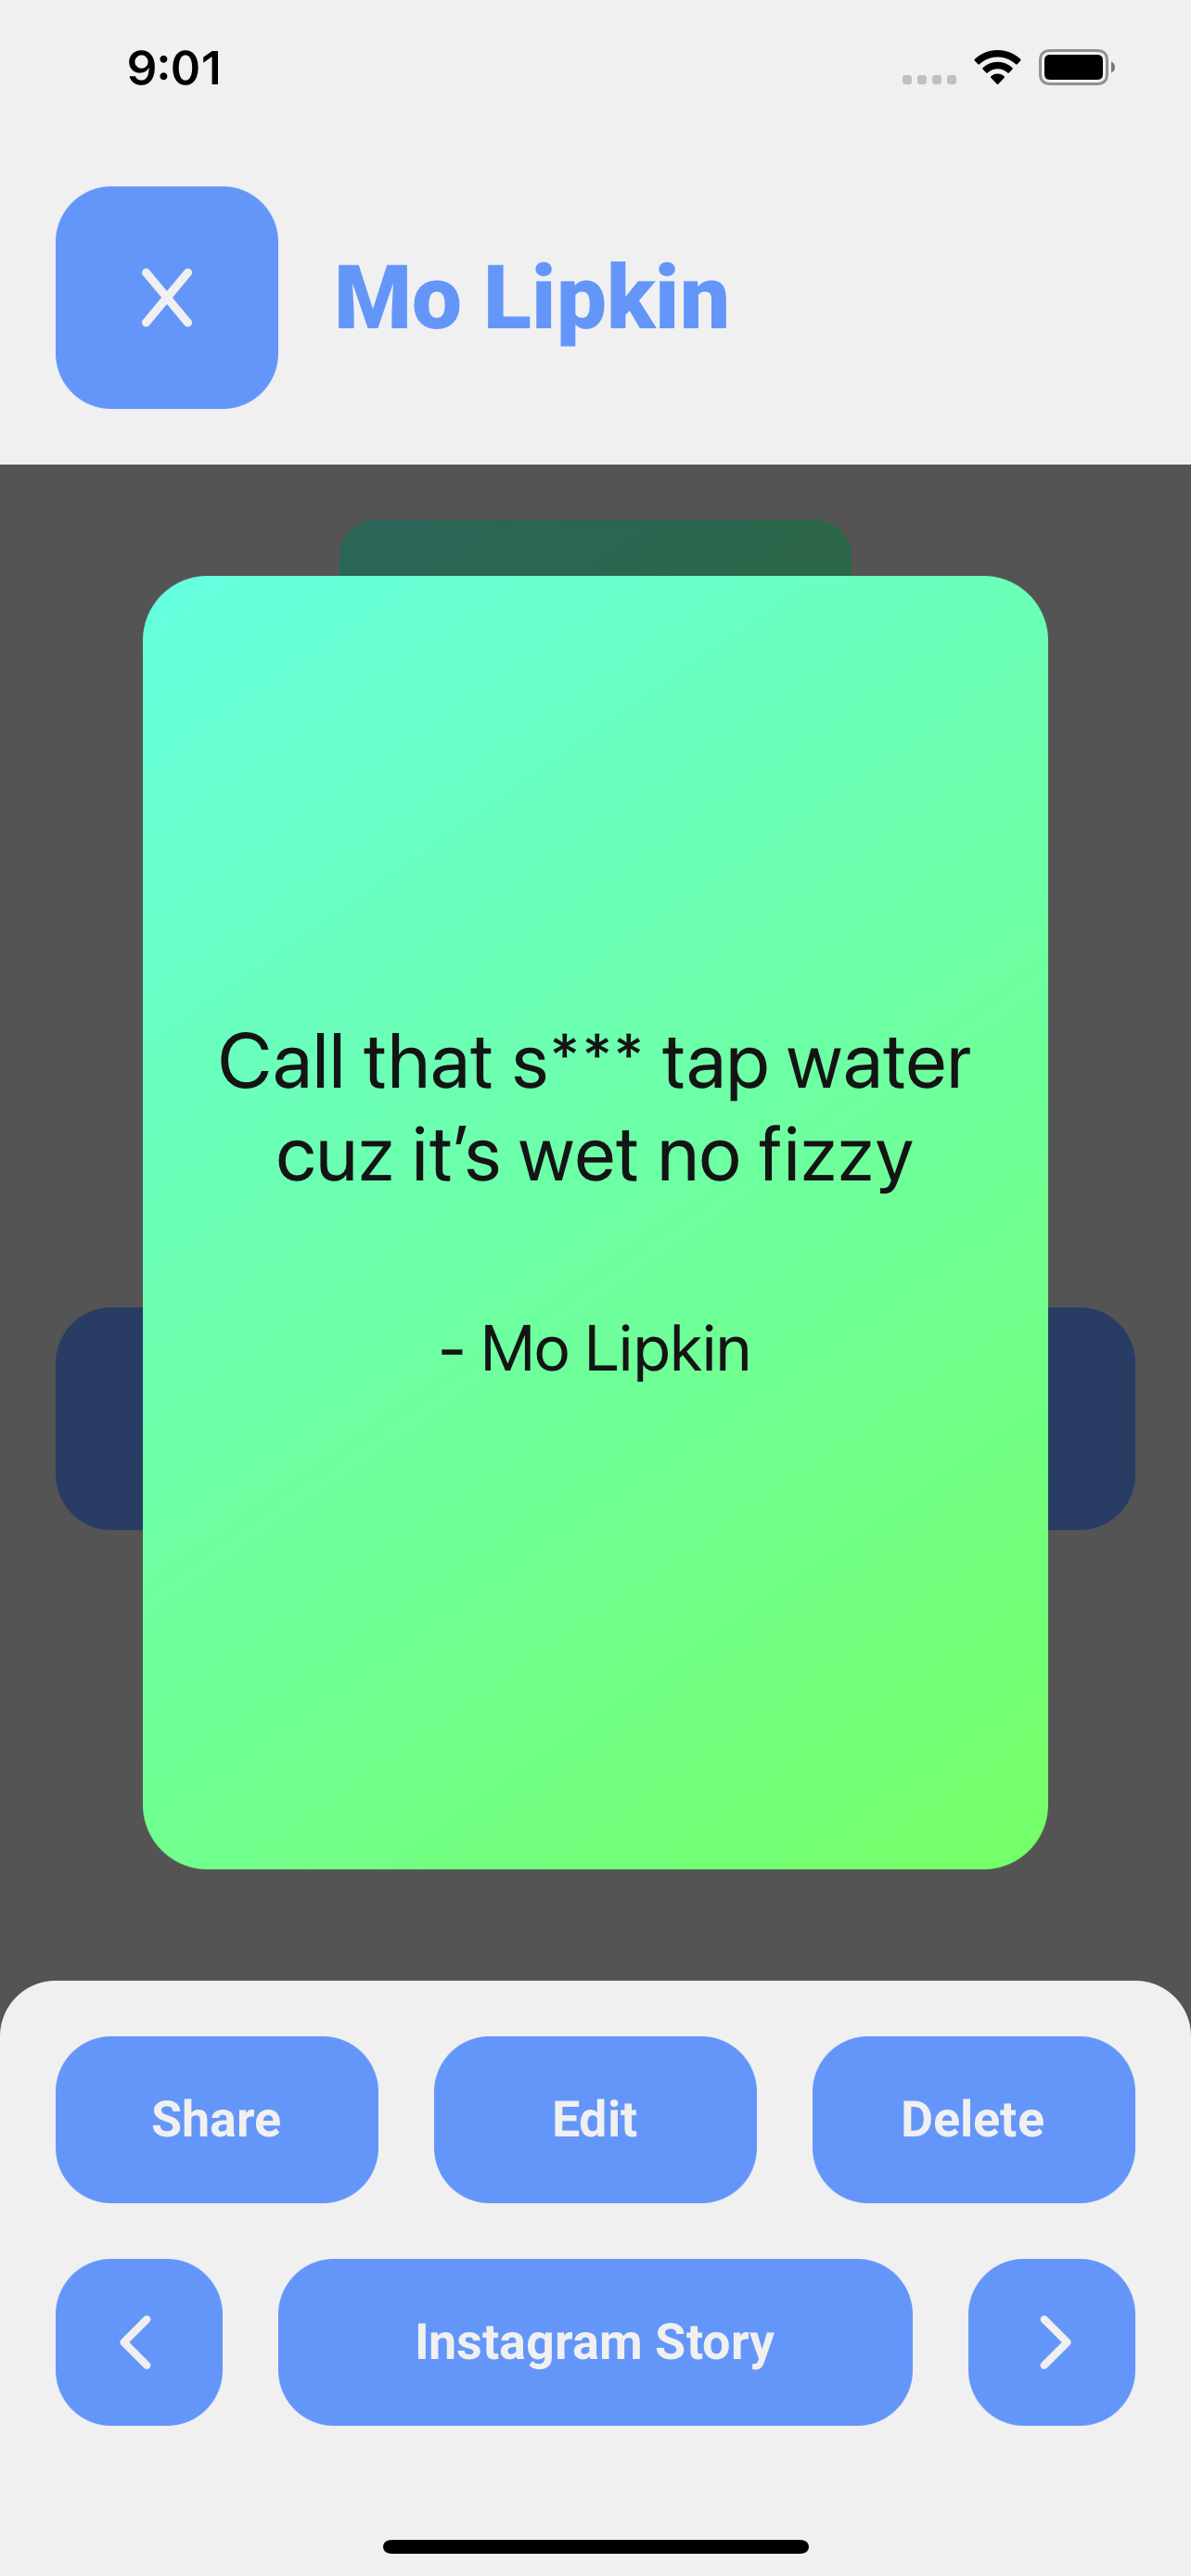 9:01
Mo Lipkin
Call that s*** tap water
cuz it’s wet no fizzy
- Mo Lipkin
Share
Edit
Delete
Instagram Story